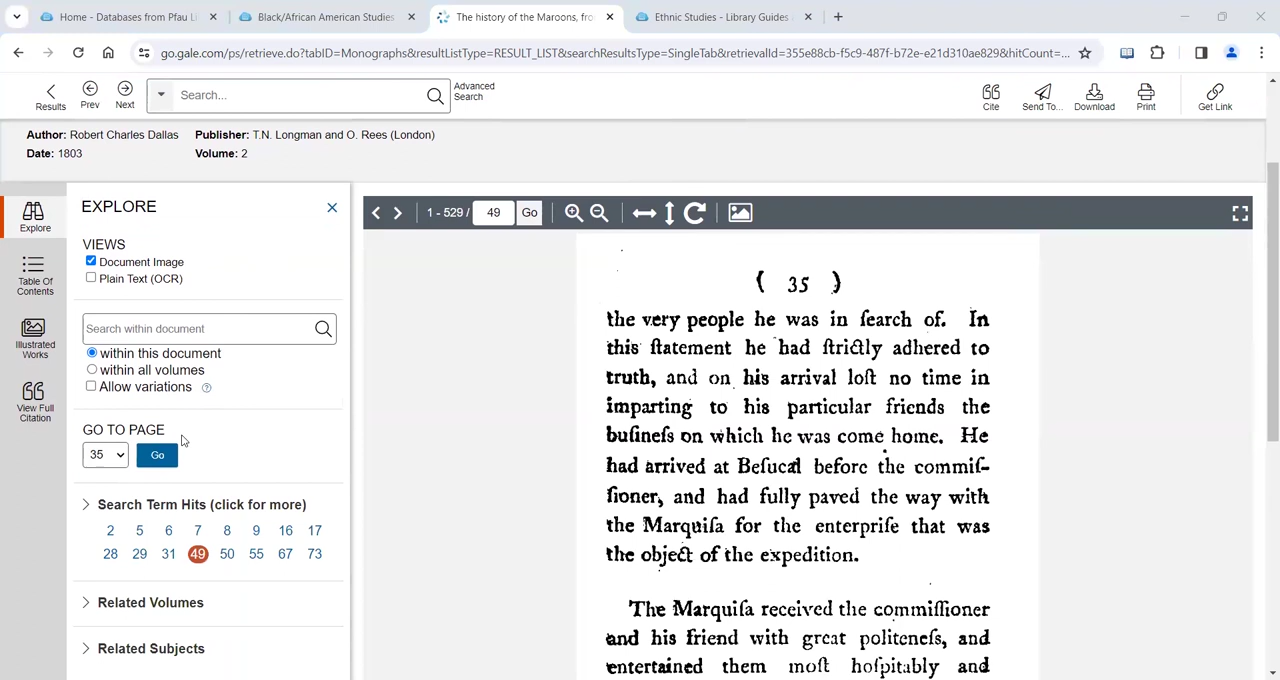 Home - Databases from Pfau Li
Black/African American Studies
The history of the Maroons, fro
Ethnic Studies - Library Guides
go.gale.com/ps/retrieve.do?tabID=Monographs&resultListType=RESULT_LIST&searchResultsType=SingleTab&retrievalId=355e88cb-f5c9-487f-b72e-e21d310ae829&hitCount=...
Results
Prev
Next
Search...
Advanced
Search
Cite
Send To...
Download
Print
Get Link
Author: Robert Charles Dallas Publisher: T.N. Longman and O. Rees (London)
Date: 1803 Volume: 2
Explore
Table Of
Contents
Illustrated
Works
View Full
Citation
EXPLORE
VIEWS
Document Image
Plain Text (OCR)
Search within document
within this document
within all volumes
Allow variations
GO TO PAGE
35 Go
Search Term Hits (click for more)
2 5 6 7 8 9 16 17
28 29 31 49 50 55 67 73
Related Volumes
Related Subjects
1 - 529 / 49 Go
( 35 )
the very people he was in ſearch of. In
this ſtatement he had ſtrictly adhered to
truth, and on his arrival loſt no time in
imparting to his particular friends the
buſineſs on which he was come home. He
had arrived at Beſucal before the commiſ-
ſioner, and had fully paved the way with
the Marquiſa for the enterpriſe that was
the object of the expedition.
The Marquiſa received the commiſſioner
and his friend with great politeneſs, and
entertained them moſt hoſpitably and